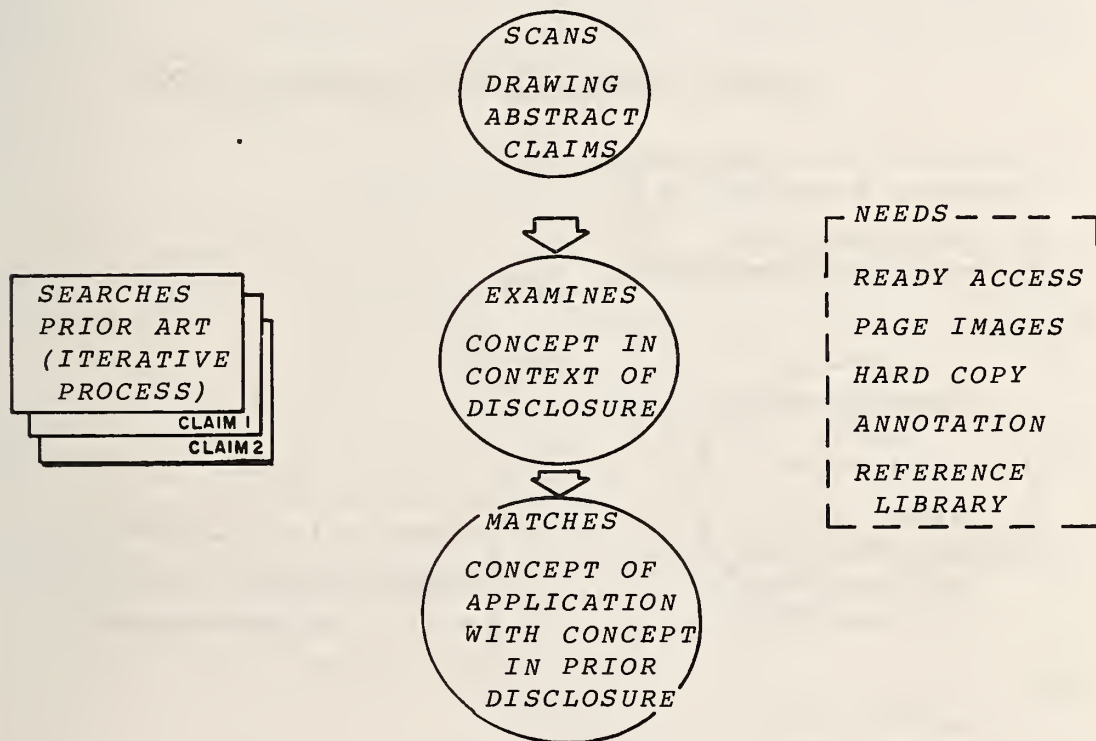 SCANS
DRAWING
ABSTRACT
CLAIMS
SEARCHES
PRIOR ART
(ITERATIVE
PROCESS)
CLAIM 1
CLAIM 2
EXAMINES
CONCEPT IN
CONTEXT OF
DISCLOSURE
MATCHES
CONCEPT OF
APPLICATION
WITH CONCEPT
IN PRIOR
DISCLOSURE
NEEDS
READY ACCESS
PAGE IMAGES
HARD COPY
ANNOTATION
REFERENCE
LIBRARY